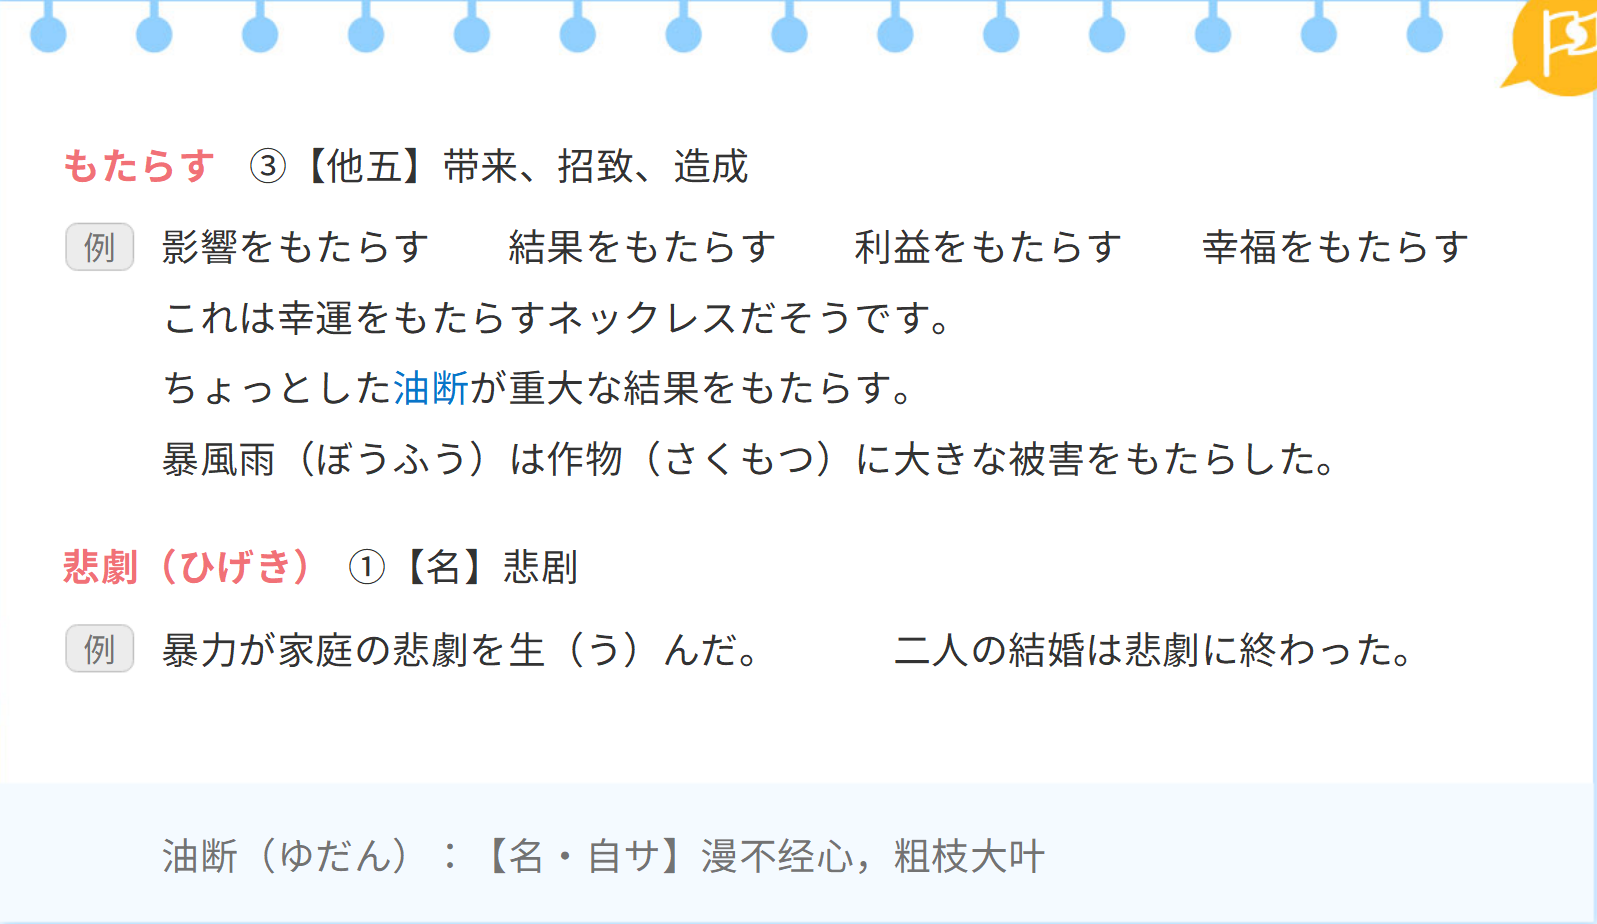 もたらす ③【他五】带来、招致、造成
例 影響をもたらす 結果をもたらす 利益をもたらす 幸福をもたらす
これは幸運をもたらすネックレスだそうです。
ちょっとした油断が重大な結果をもたらす。
暴風雨（ぼうふう）は作物（さくもつ）に大きな被害をもたらした。
悲劇（ひげき） ①【名】悲剧
例 暴力が家庭の悲劇を生（う）んだ。 二人の結婚は悲劇に終わった。
油断（ゆだん）：【名・自サ】漫不经心，粗枝大叶